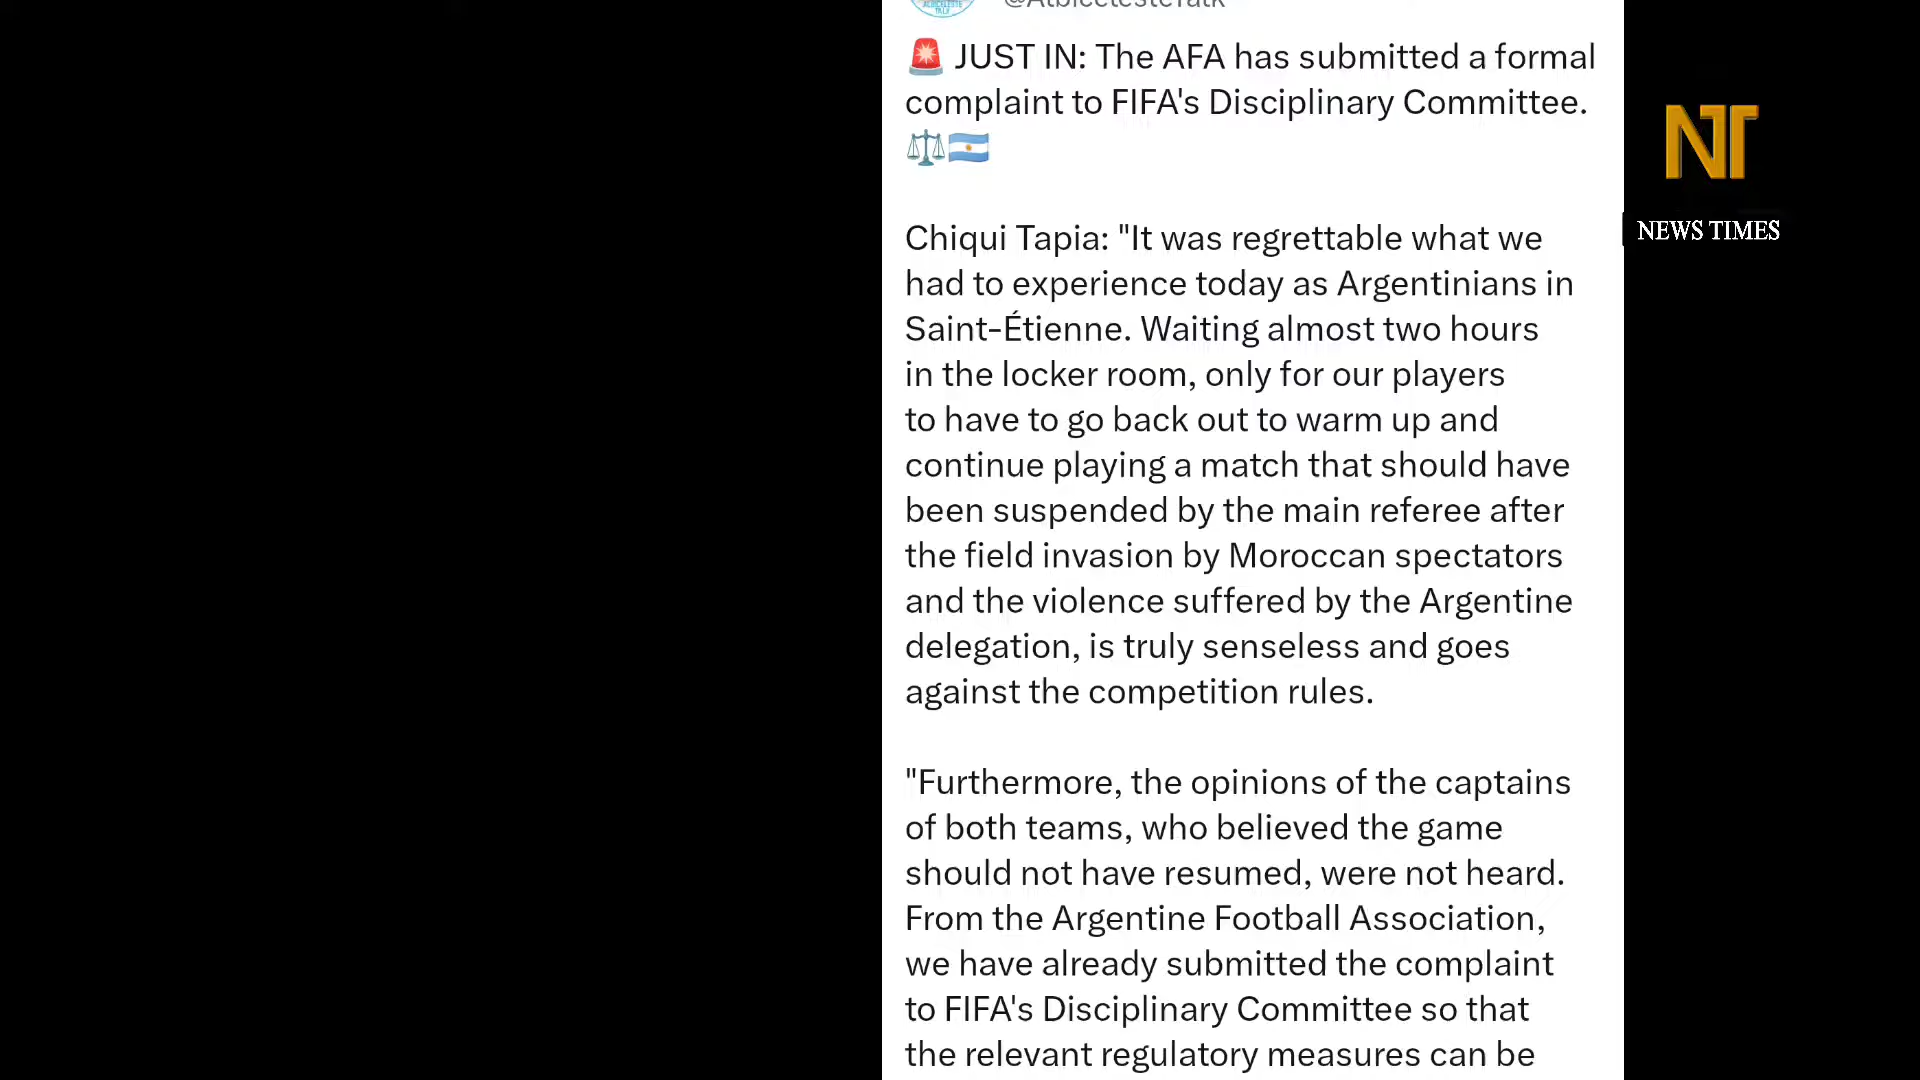 @AlbicelesteTalk
🚨 JUST IN: The AFA has submitted a formal
complaint to FIFA's Disciplinary Committee.
⚖️🇦🇷
Chiqui Tapia: "It was regrettable what we
had to experience today as Argentinians in
Saint-Étienne. Waiting almost two hours
in the locker room, only for our players
to have to go back out to warm up and
continue playing a match that should have
been suspended by the main referee after
the field invasion by Moroccan spectators
and the violence suffered by the Argentine
delegation, is truly senseless and goes
against the competition rules.
"Furthermore, the opinions of the captains
of both teams, who believed the game
should not have resumed, were not heard.
From the Argentine Football Association,
we have already submitted the complaint
to FIFA's Disciplinary Committee so that
the relevant regulatory measures can be
NT
NEWS TIMES